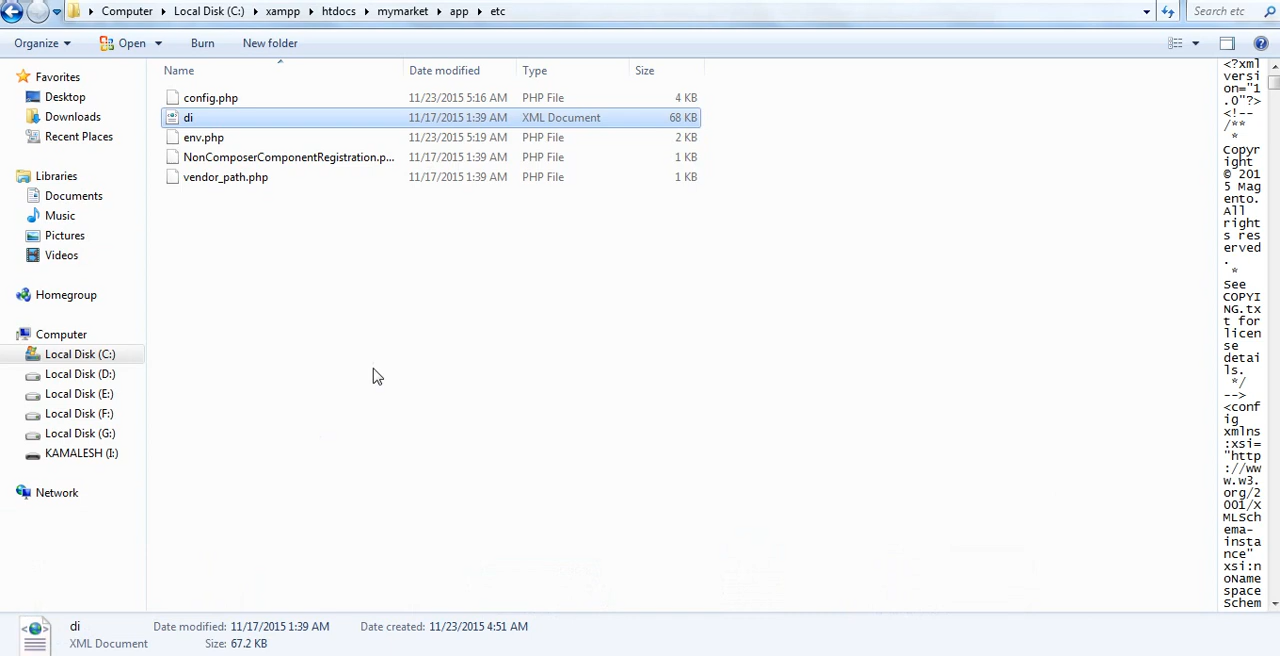 Computer Local Disk (C:) xampp htdocs mymarket app etc Search etc
Organize Open Burn New folder
Name Date modified Type Size
config.php 11/23/2015 5:16 AM PHP File 4 KB
di 11/17/2015 1:39 AM XML Document 68 KB
env.php 11/23/2015 5:19 AM PHP File 2 KB
NonComposerComponentRegistration.p... 11/17/2015 1:39 AM PHP File 1 KB
vendor_path.php 11/17/2015 1:39 AM PHP File 1 KB
Favorites
Desktop
Downloads
Recent Places
Libraries
Documents
Music
Pictures
Videos
Homegroup
Computer
Local Disk (C:)
Local Disk (D:)
Local Disk (E:)
Local Disk (F:)
Local Disk (G:)
KAMALESH (I:)
Network
<?xml
versi
on="1
.0"?>
<!--
/**
*
Copyr
ight
© 201
5 Mag
ento.
All
right
s res
erved
.
*
See
COPYI
NG.tx
t for
licen
se
detai
ls.
*/
-->
<conf
ig
xmlns
:xsi=
"http
://ww
w.w3.
org/2
001/X
MLSch
ema-
insta
nce"
xsi:n
oName
space
Schem
di Date modified: 11/17/2015 1:39 AM Date created: 11/23/2015 4:51 AM
XML Document Size: 67.2 KB